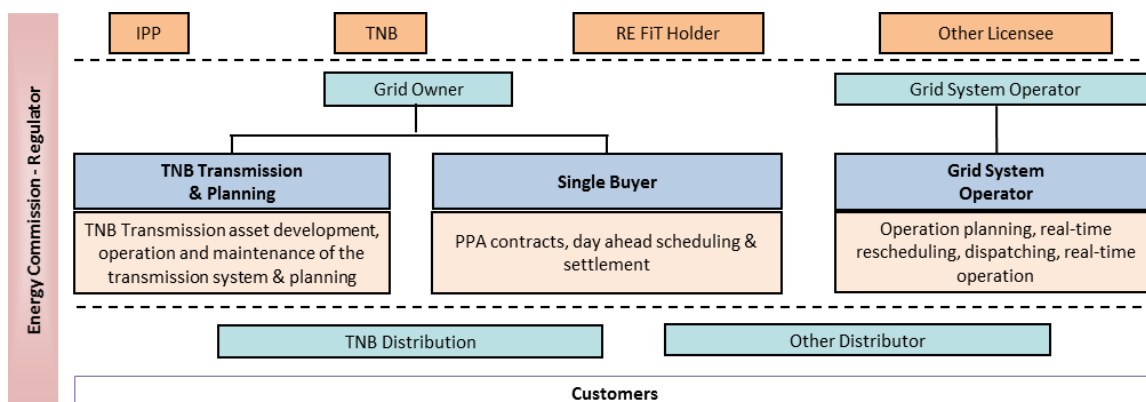 Energy Commission - Regulator
IPP
TNB
RE FiT Holder
Other Licensee
Grid Owner
Grid System Operator
TNB Transmission
& Planning
Single Buyer
Grid System
Operator
TNB Transmission asset development,
operation and maintenance of the
transmission system & planning
PPA contracts, day ahead scheduling &
settlement
Operation planning, real-time
rescheduling, dispatching, real-time
operation
TNB Distribution
Other Distributor
Customers